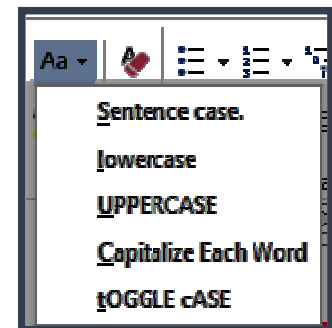 Aa
Sentence case.
lowercase
UPPERCASE
Capitalize Each Word
tOGGLE cASE